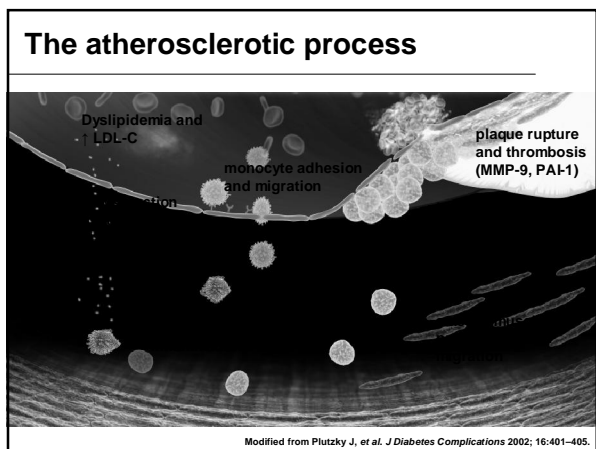 The atherosclerotic process
Dyslipidemia and
↑ LDL-C
monocyte adhesion
and migration
plaque rupture
and thrombosis
(MMP-9, PAI-1)
migration
Modified from Plutzky J, et al. J Diabetes Complications 2002; 16:401–405.